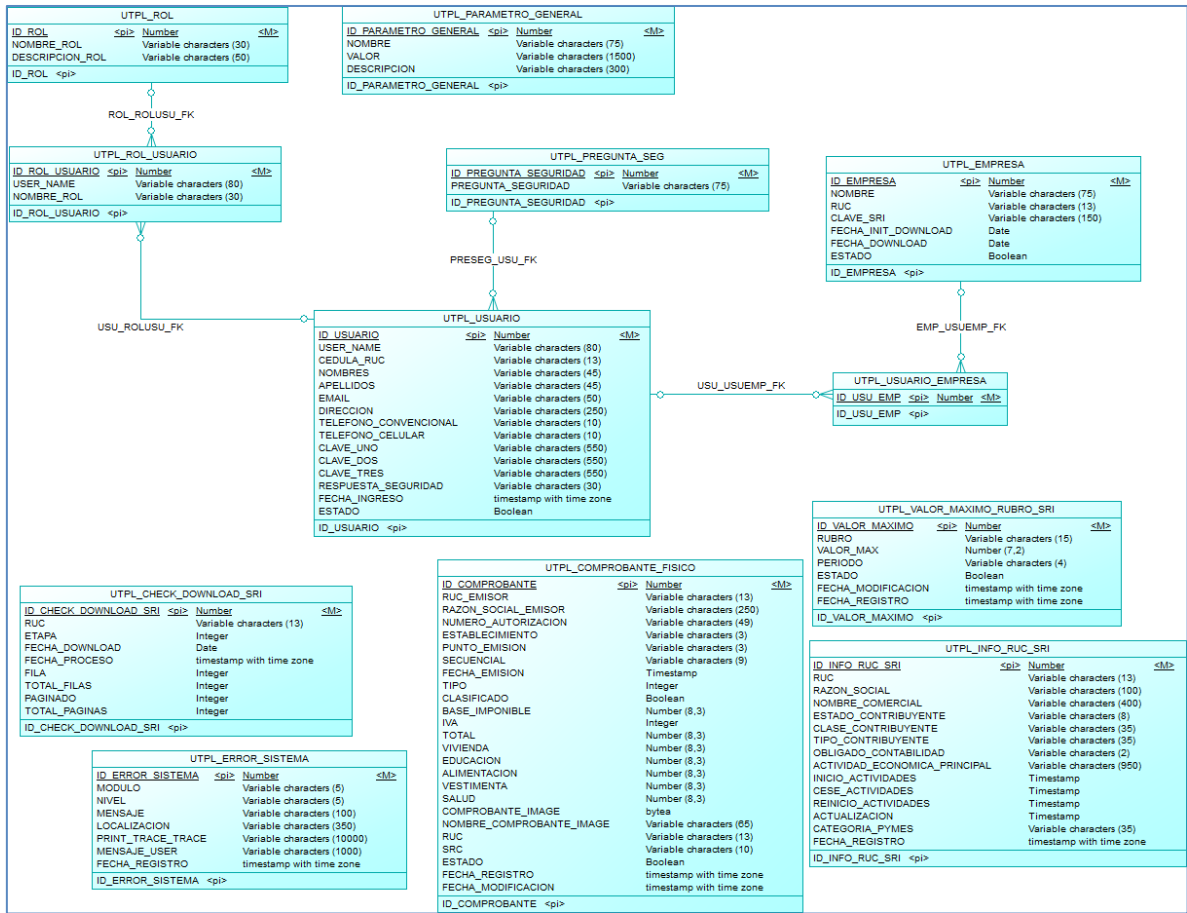 UTPL_ROL
ID_ROL <pi> Number <M>
NOMBRE_ROL Variable characters (30)
DESCRIPCION_ROL Variable characters (50)
ID_ROL <pi>
UTPL_PARAMETRO_GENERAL
ID_PARAMETRO_GENERAL <pi> Number <M>
NOMBRE Variable characters (75)
VALOR Variable characters (1500)
DESCRIPCION Variable characters (300)
ID_PARAMETRO_GENERAL <pi>
ROL_ROLUSU_FK
UTPL_ROL_USUARIO
ID_ROL_USUARIO <pi> Number <M>
USER_NAME Variable characters (80)
NOMBRE_ROL Variable characters (30)
ID_ROL_USUARIO <pi>
UTPL_PREGUNTA_SEG
ID_PREGUNTA_SEGURIDAD <pi> Number <M>
PREGUNTA_SEGURIDAD Variable characters (75)
ID_PREGUNTA_SEGURIDAD <pi>
UTPL_EMPRESA
ID_EMPRESA <pi> Number <M>
NOMBRE Variable characters (75)
RUC Variable characters (13)
CLAVE_SRI Variable characters (150)
FECHA_INIT_DOWNLOAD Date
FECHA_DOWNLOAD Date
ESTADO Boolean
ID_EMPRESA <pi>
PRESEG_USU_FK
USU_ROLUSU_FK
EMP_USUEMP_FK
UTPL_USUARIO
ID_USUARIO <pi> Number <M>
USER_NAME Variable characters (80)
CEDULA_RUC Variable characters (13)
NOMBRES Variable characters (45)
APELLIDOS Variable characters (45)
EMAIL Variable characters (50)
DIRECCION Variable characters (250)
TELEFONO_CONVENCIONAL Variable characters (10)
TELEFONO_CELULAR Variable characters (10)
CLAVE_UNO Variable characters (550)
CLAVE_DOS Variable characters (550)
CLAVE_TRES Variable characters (550)
RESPUESTA_SEGURIDAD Variable characters (30)
FECHA_INGRESO timestamp with time zone
ESTADO Boolean
ID_USUARIO <pi>
USU_USUEMP_FK
UTPL_USUARIO_EMPRESA
ID_USU_EMP <pi> Number <M>
ID_USU_EMP <pi>
UTPL_VALOR_MAXIMO_RUBRO_SRI
ID_VALOR_MAXIMO <pi> Number <M>
RUBRO Variable characters (15)
VALOR_MAX Number (7,2)
PERIODO Variable characters (4)
ESTADO Boolean
FECHA_MODIFICACION timestamp with time zone
FECHA_REGISTRO timestamp with time zone
ID_VALOR_MAXIMO <pi>
UTPL_CHECK_DOWNLOAD_SRI
ID_CHECK_DOWNLOAD_SRI <pi> Number <M>
RUC Variable characters (13)
ETAPA Integer
FECHA_DOWNLOAD Date
FECHA_PROCESO timestamp with time zone
FILA Integer
TOTAL_FILAS Integer
PAGINADO Integer
TOTAL_PAGINAS Integer
ID_CHECK_DOWNLOAD_SRI <pi>
UTPL_COMPROBANTE_FISICO
ID_COMPROBANTE <pi> Number <M>
RUC_EMISOR Variable characters (13)
RAZON_SOCIAL_EMISOR Variable characters (250)
NUMERO_AUTORIZACION Variable characters (49)
ESTABLECIMIENTO Variable characters (3)
PUNTO_EMISION Variable characters (3)
SECUENCIAL Variable characters (9)
FECHA_EMISION Timestamp
TIPO Integer
CLASIFICADO Boolean
BASE_IMPONIBLE Number (8,3)
IVA Integer
TOTAL Number (8,3)
VIVIENDA Number (8,3)
EDUCACION Number (8,3)
ALIMENTACION Number (8,3)
VESTIMENTA Number (8,3)
SALUD Number (8,3)
COMPROBANTE_IMAGE bytea
NOMBRE_COMPROBANTE_IMAGE Variable characters (65)
RUC Variable characters (13)
SRC Variable characters (10)
ESTADO Boolean
FECHA_REGISTRO timestamp with time zone
FECHA_MODIFICACION timestamp with time zone
ID_COMPROBANTE <pi>
UTPL_INFO_RUC_SRI
ID_INFO_RUC_SRI <pi> Number <M>
RUC Variable characters (13)
RAZON_SOCIAL Variable characters (100)
NOMBRE_COMERCIAL Variable characters (400)
ESTADO_CONTRIBUYENTE Variable characters (8)
CLASE_CONTRIBUYENTE Variable characters (35)
TIPO_CONTRIBUYENTE Variable characters (35)
OBLIGADO_CONTABILIDAD Variable characters (2)
ACTIVIDAD_ECONOMICA_PRINCIPAL Variable characters (950)
INICIO_ACTIVIDADES Timestamp
CESE_ACTIVIDADES Timestamp
REINICIO_ACTIVIDADES Timestamp
ACTUALIZACION Timestamp
CATEGORIA_PYMES Variable characters (35)
FECHA_REGISTRO timestamp with time zone
ID_INFO_RUC_SRI <pi>
UTPL_ERROR_SISTEMA
ID_ERROR_SISTEMA <pi> Number <M>
MODULO Variable characters (5)
NIVEL Variable characters (5)
MENSAJE Variable characters (100)
LOCALIZACION Variable characters (350)
PRINT_TRACE_TRACE Variable characters (10000)
MENSAJE_USER Variable characters (1000)
FECHA_REGISTRO timestamp with time zone
ID_ERROR_SISTEMA <pi>